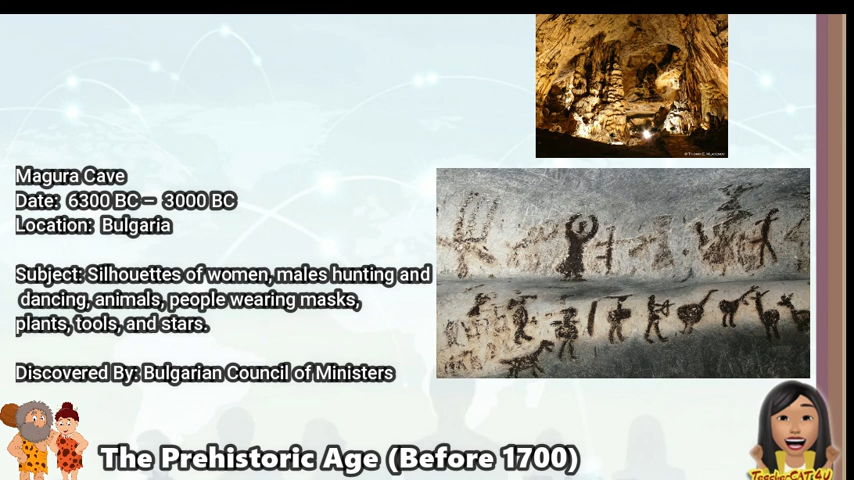 Magura Cave
Date:  6300 BC –  3000 BC
Location:  Bulgaria
Subject: Silhouettes of women, males hunting and
dancing, animals, people wearing masks,
plants, tools, and stars.
Discovered By: Bulgarian Council of Ministers
The Prehistoric Age (Before 1700)
TeacherCAT4U